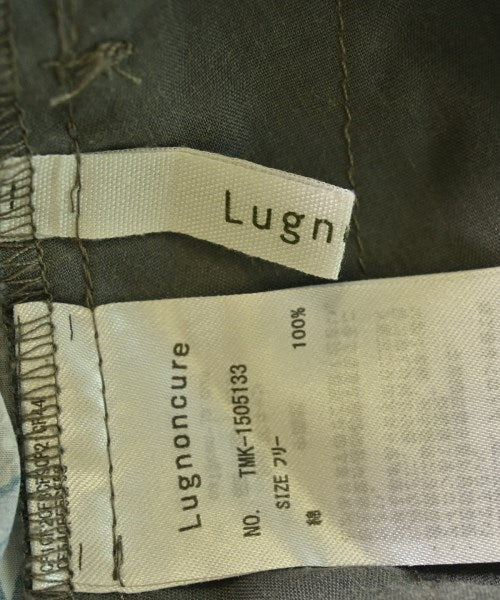 Lugn
Lugnoncure
NO. TMK-1505133
SIZE フリー
綿 100%